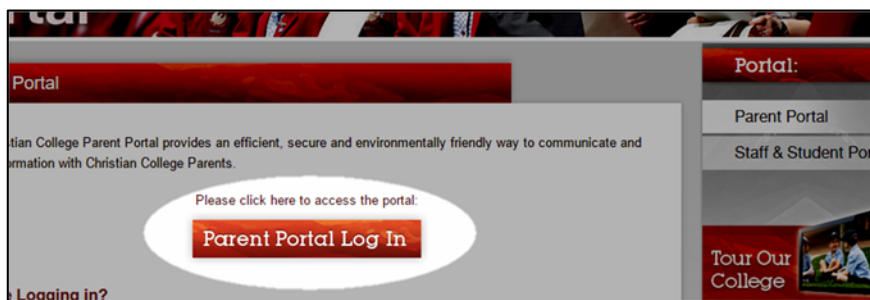 Portal
tian College Parent Portal provides an efficient, secure and environmentally friendly way to communicate and
ormation with Christian College Parents.
Please click here to access the portal:
Parent Portal Log In
Logging in?
Portal:
Parent Portal
Staff & Student Por
Tour Our
College